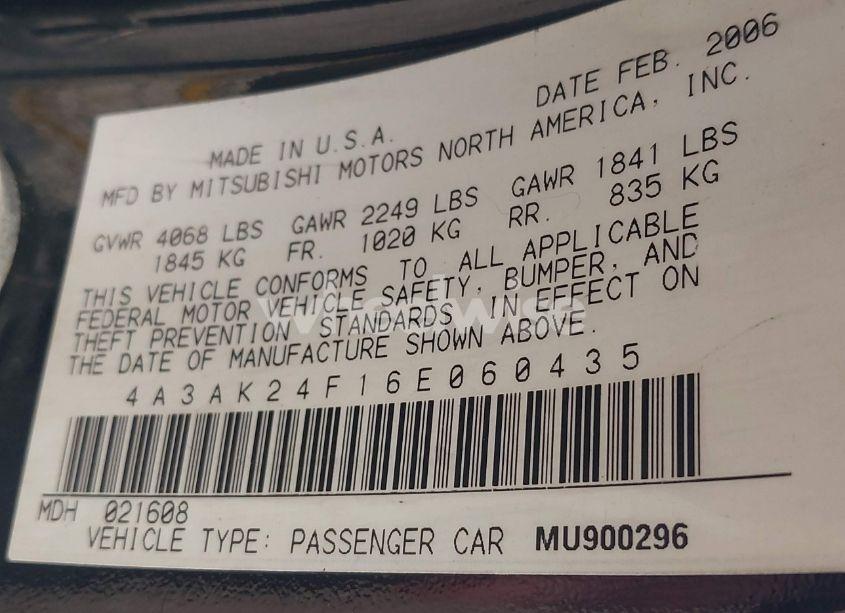 DATE FEB. 2006
MADE IN U.S.A.
MFD BY MITSUBISHI MOTORS NORTH AMERICA, INC.
GVWR 4068 LBS GAWR 2249 LBS GAWR 1841 LBS
1845 KG FR. 1020 KG RR. 835 KG
THIS VEHICLE CONFORMS TO ALL APPLICABLE
FEDERAL MOTOR VEHICLE SAFETY, BUMPER, AND
THEFT PREVENTION STANDARDS IN EFFECT ON
THE DATE OF MANUFACTURE SHOWN ABOVE.
4A3AK24F16E060435
MDH 021608
VEHICLE TYPE: PASSENGER CAR MU900296